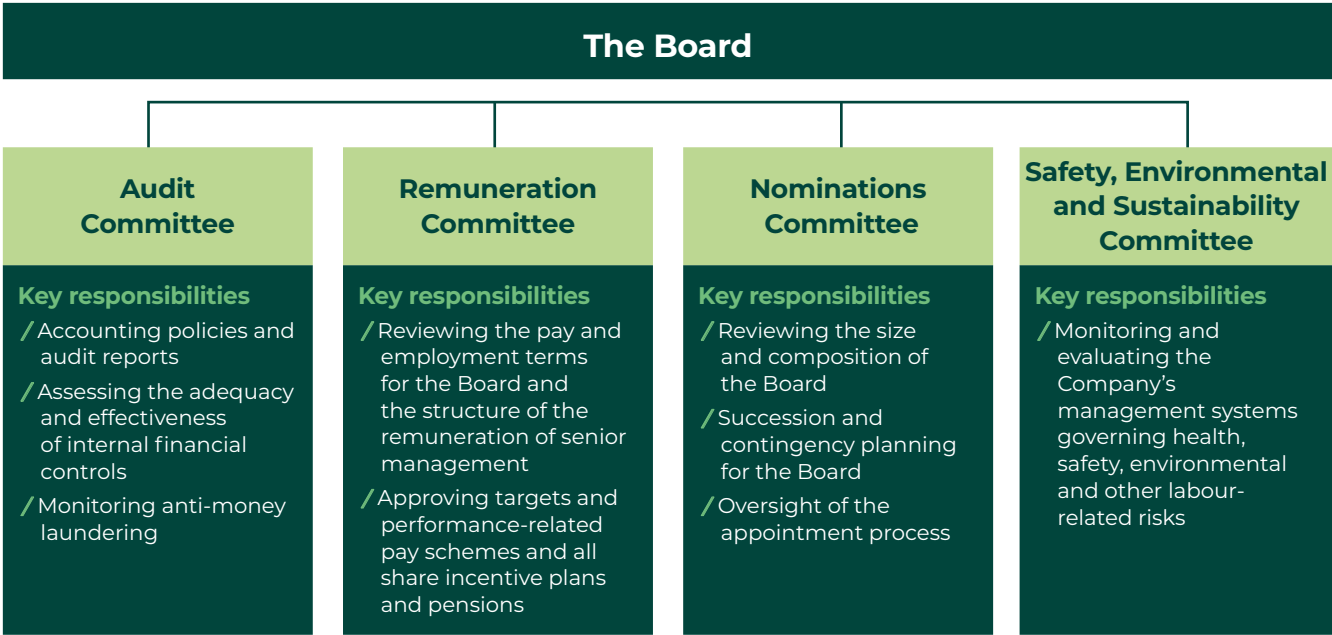 The Board
Audit
Committee
Key responsibilities
/ Accounting policies and
audit reports
/ Assessing the adequacy
and effectiveness
of internal financial
controls
/ Monitoring anti-money
laundering
Remuneration
Committee
Key responsibilities
/ Reviewing the pay and
employment terms
for the Board and
the structure of the
remuneration of senior
management
/ Approving targets and
performance-related
pay schemes and all
share incentive plans
and pensions
Nominations
Committee
Key responsibilities
/ Reviewing the size
and composition of
the Board
/ Succession and
contingency planning
for the Board
/ Oversight of the
appointment process
Safety, Environmental
and Sustainability
Committee
Key responsibilities
/ Monitoring and
evaluating the
Company’s
management systems
governing health,
safety, environmental
and other labour-
related risks